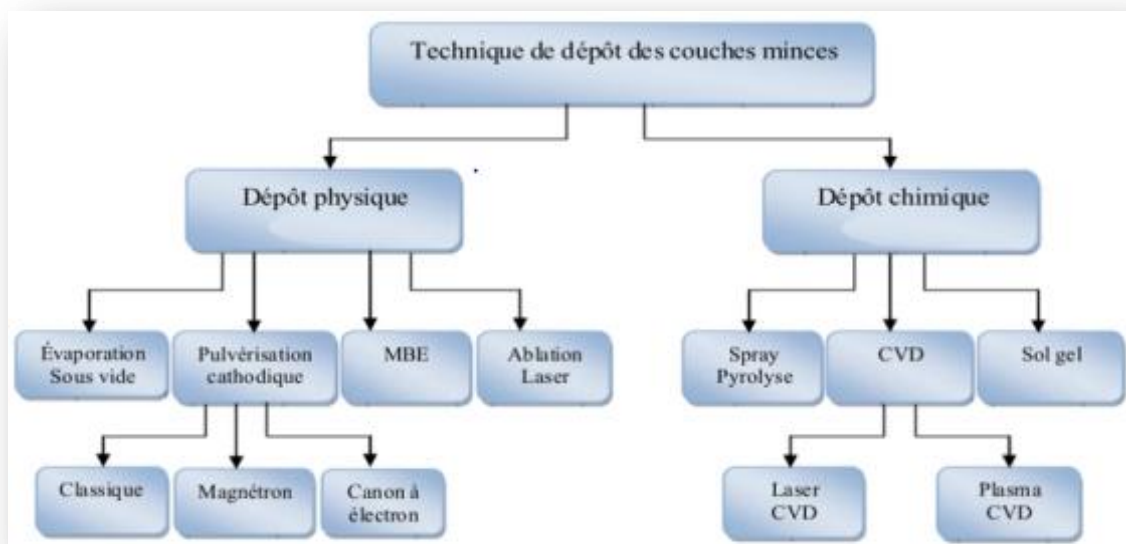 Technique de dépôt des couches minces
Dépôt physique
Dépôt chimique
Évaporation
Sous vide
Pulvérisation
cathodique
MBE
Ablation
Laser
Spray
Pyrolyse
CVD
Sol gel
Classique
Magnétron
Canon à
électron
Laser
CVD
Plasma
CVD